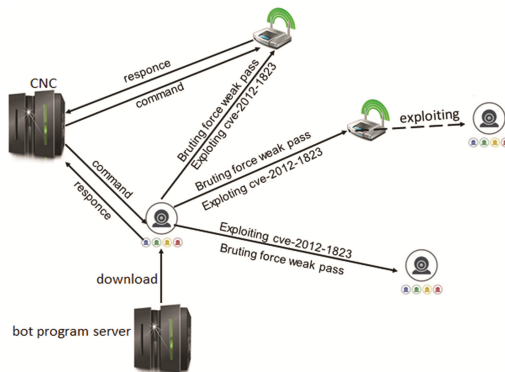 CNC
responce
command
Bruting force weak pass
Exploting cve-2012-1823
exploiting
Bruting force weak pass
Exploting cve-2012-1823
command
responce
Exploiting cve-2012-1823
Bruting force weak pass
download
bot program server